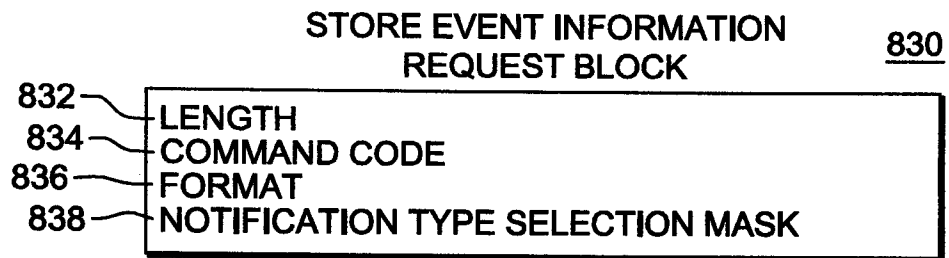 STORE EVENT INFORMATION
REQUEST BLOCK
830
832 LENGTH
834 COMMAND CODE
836 FORMAT
838 NOTIFICATION TYPE SELECTION MASK